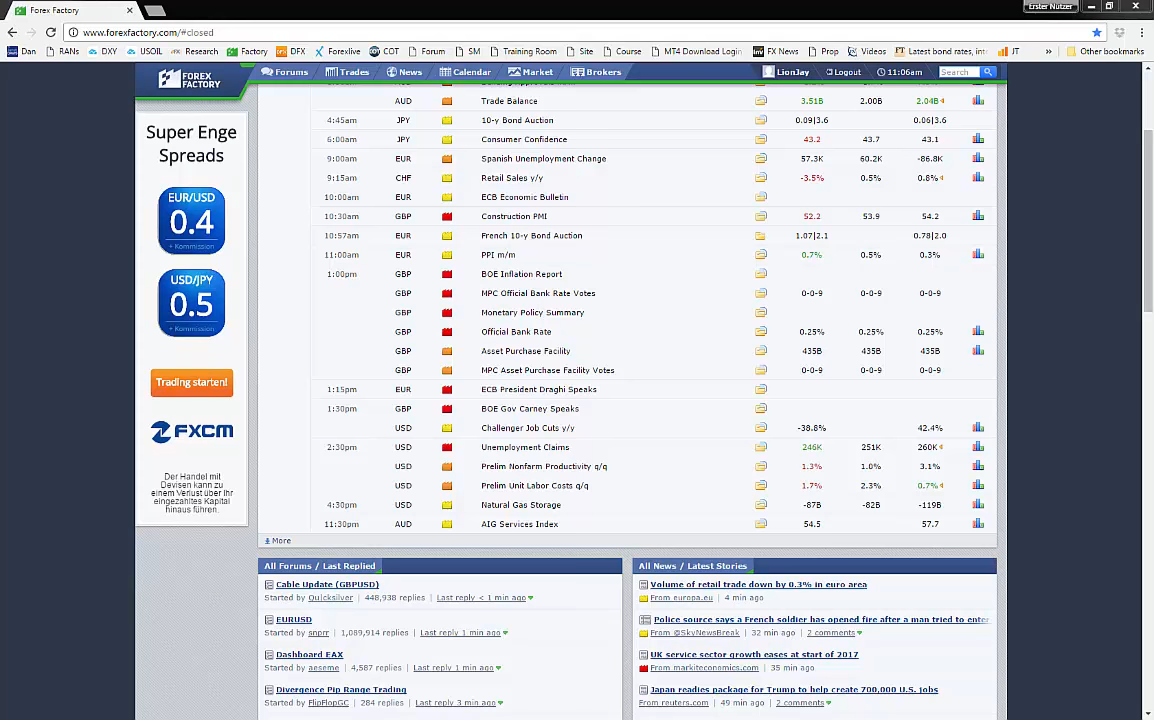 Forex Factory
Erster Nutzer
www.forexfactory.com/#closed
Dan RANs DXY USOIL Research Factory DFX Forexlive COT Forum SM Training Room Site Course MT4 Download Login FX News Prop Videos Latest bond rates, int JT » Other bookmarks
FOREX FACTORY Forums Trades News Calendar Market Brokers LionJay Logout 11:06am Search
AUD Trade Balance 3.51B 2.00B 2.04B
4:45am JPY 10-y Bond Auction 0.09|3.6 0.06|3.6
6:00am JPY Consumer Confidence 43.2 43.7 43.1
9:00am EUR Spanish Unemployment Change 57.3K 60.2K -86.8K
9:15am CHF Retail Sales y/y -3.5% 0.5% 0.8%
10:00am EUR ECB Economic Bulletin
10:30am GBP Construction PMI 52.2 53.9 54.2
10:57am EUR French 10-y Bond Auction 1.07|2.1 0.78|2.0
11:00am EUR PPI m/m 0.7% 0.5% 0.3%
1:00pm GBP BOE Inflation Report
GBP MPC Official Bank Rate Votes 0-0-9 0-0-9 0-0-9
GBP Monetary Policy Summary
GBP Official Bank Rate 0.25% 0.25% 0.25%
GBP Asset Purchase Facility 435B 435B 435B
GBP MPC Asset Purchase Facility Votes 0-0-9 0-0-9 0-0-9
1:15pm EUR ECB President Draghi Speaks
1:30pm GBP BOE Gov Carney Speaks
USD Challenger Job Cuts y/y -38.8% 42.4%
2:30pm USD Unemployment Claims 246K 251K 260K
USD Prelim Nonfarm Productivity q/q 1.3% 1.0% 3.1%
USD Prelim Unit Labor Costs q/q 1.7% 2.3% 0.7%
4:30pm USD Natural Gas Storage -87B -82B -119B
11:30pm AUD AIG Services Index 54.5 57.7
More
Super Enge
Spreads
EUR/USD
0.4
+ Kommission
USD/JPY
0.5
+ Kommission
Trading starten!
FXCM
Der Handel mit
Devisen kann zu
einem Verlust über Ihr
eingezahltes Kapital
hinaus führen.
All Forums / Last Replied
Cable Update (GBPUSD)
Started by Quicksilver | 448,938 replies | Last reply < 1 min ago
EURUSD
Started by snprr | 1,089,914 replies | Last reply 1 min ago
Dashboard EAX
Started by aeseme | 4,587 replies | Last reply 1 min ago
Divergence Pip Range Trading
Started by FlipFlopGC | 284 replies | Last reply 3 min ago
All News / Latest Stories
Volume of retail trade down by 0.3% in euro area
From europa.eu | 4 min ago
Police source says a French soldier has opened fire after a man tried to enter
From @SkyNewsBreak | 32 min ago | 2 comments
UK service sector growth eases at start of 2017
From markiteconomics.com | 35 min ago
Japan readies package for Trump to help create 700,000 U.S. jobs
From reuters.com | 49 min ago | 2 comments